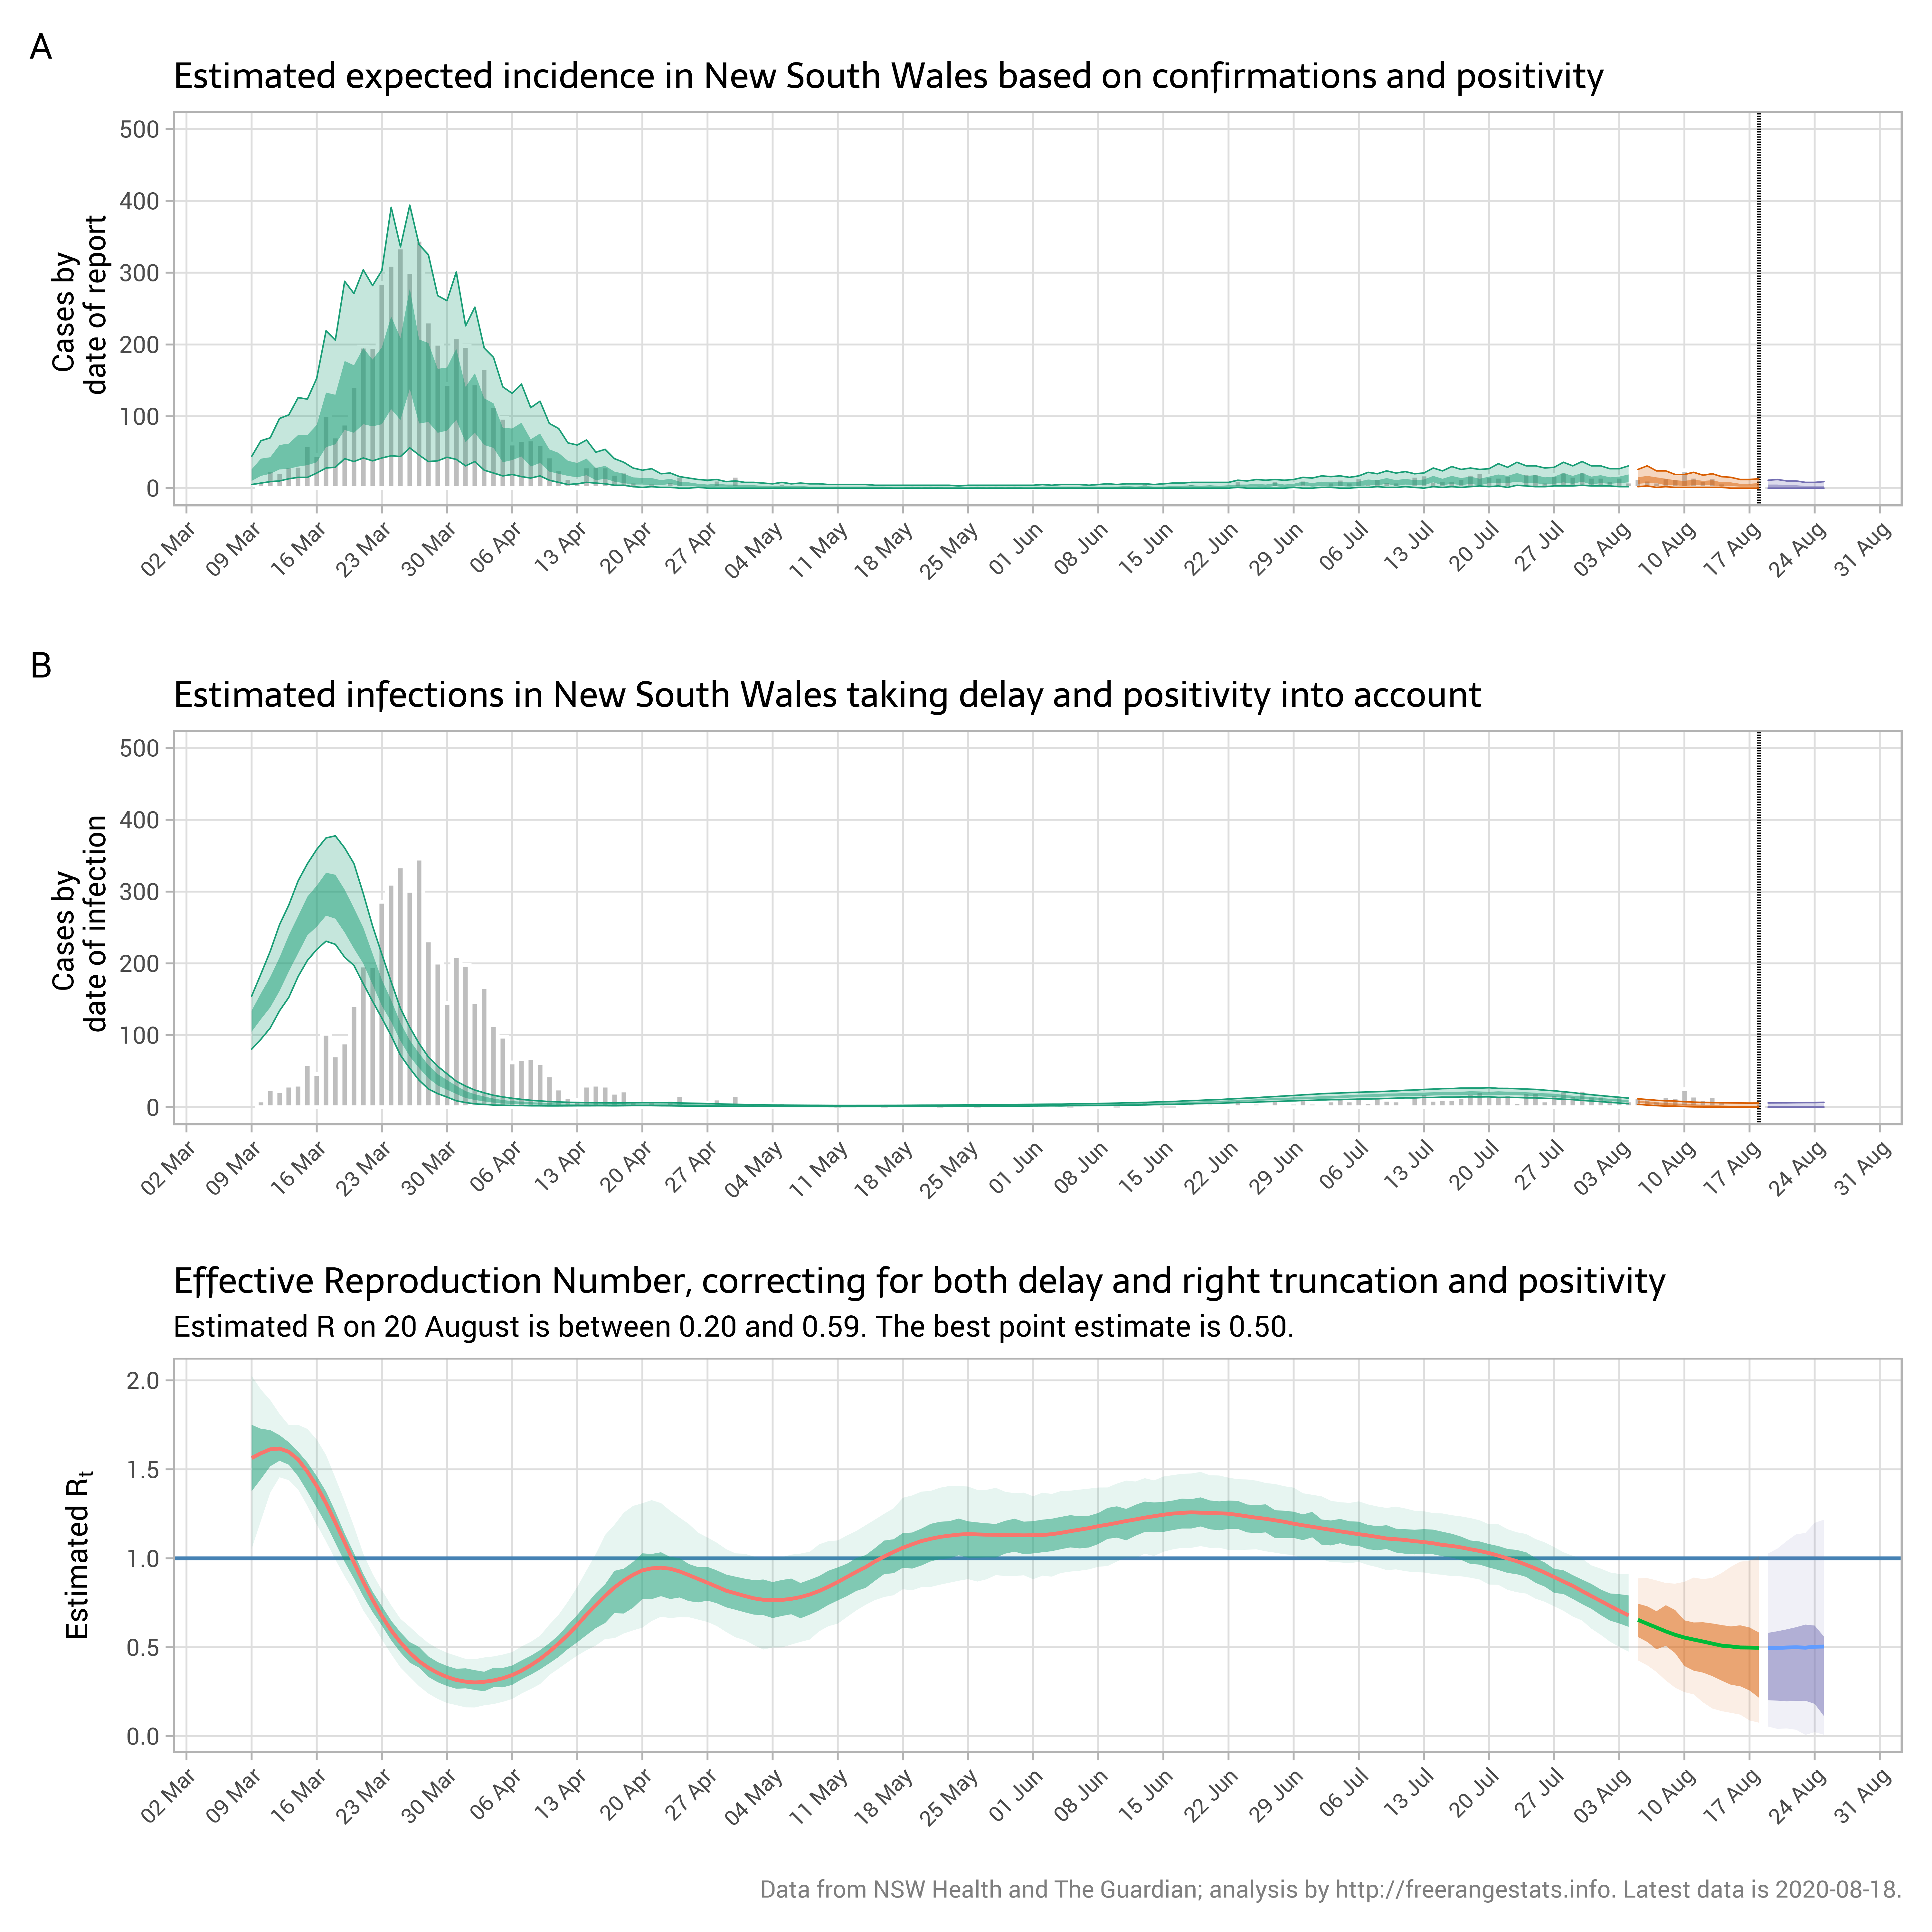 A
Estimated expected incidence in New South Wales based on confirmations and positivity
Cases by
date of report
500
400
300
200
100
0
02 Mar 09 Mar 16 Mar 23 Mar 30 Mar 06 Apr 13 Apr 20 Apr 27 Apr 04 May 11 May 18 May 25 May 01 Jun 08 Jun 15 Jun 22 Jun 29 Jun 06 Jul 13 Jul 20 Jul 27 Jul 03 Aug 10 Aug 17 Aug 24 Aug 31 Aug
B
Estimated infections in New South Wales taking delay and positivity into account
Cases by
date of infection
500
400
300
200
100
0
02 Mar 09 Mar 16 Mar 23 Mar 30 Mar 06 Apr 13 Apr 20 Apr 27 Apr 04 May 11 May 18 May 25 May 01 Jun 08 Jun 15 Jun 22 Jun 29 Jun 06 Jul 13 Jul 20 Jul 27 Jul 03 Aug 10 Aug 17 Aug 24 Aug 31 Aug
Effective Reproduction Number, correcting for both delay and right truncation and positivity
Estimated R on 20 August is between 0.20 and 0.59. The best point estimate is 0.50.
Estimated Rt
2.0
1.5
1.0
0.5
0.0
02 Mar 09 Mar 16 Mar 23 Mar 30 Mar 06 Apr 13 Apr 20 Apr 27 Apr 04 May 11 May 18 May 25 May 01 Jun 08 Jun 15 Jun 22 Jun 29 Jun 06 Jul 13 Jul 20 Jul 27 Jul 03 Aug 10 Aug 17 Aug 24 Aug 31 Aug
Data from NSW Health and The Guardian; analysis by http://freerangestats.info. Latest data is 2020-08-18.